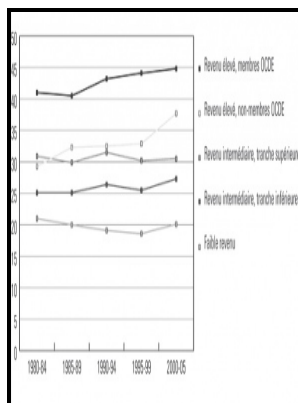 50
45
40
35
30
25
20
15
10
5
0
1980-84 1985-89 1990-94 1995-99 2000-05
Revenu élevé, membres OCDE
Revenu élevé, non-membres OCDE
Revenu intermédiaire, tranche supérieure
Revenu intermédiaire, tranche inférieure
Faible revenu